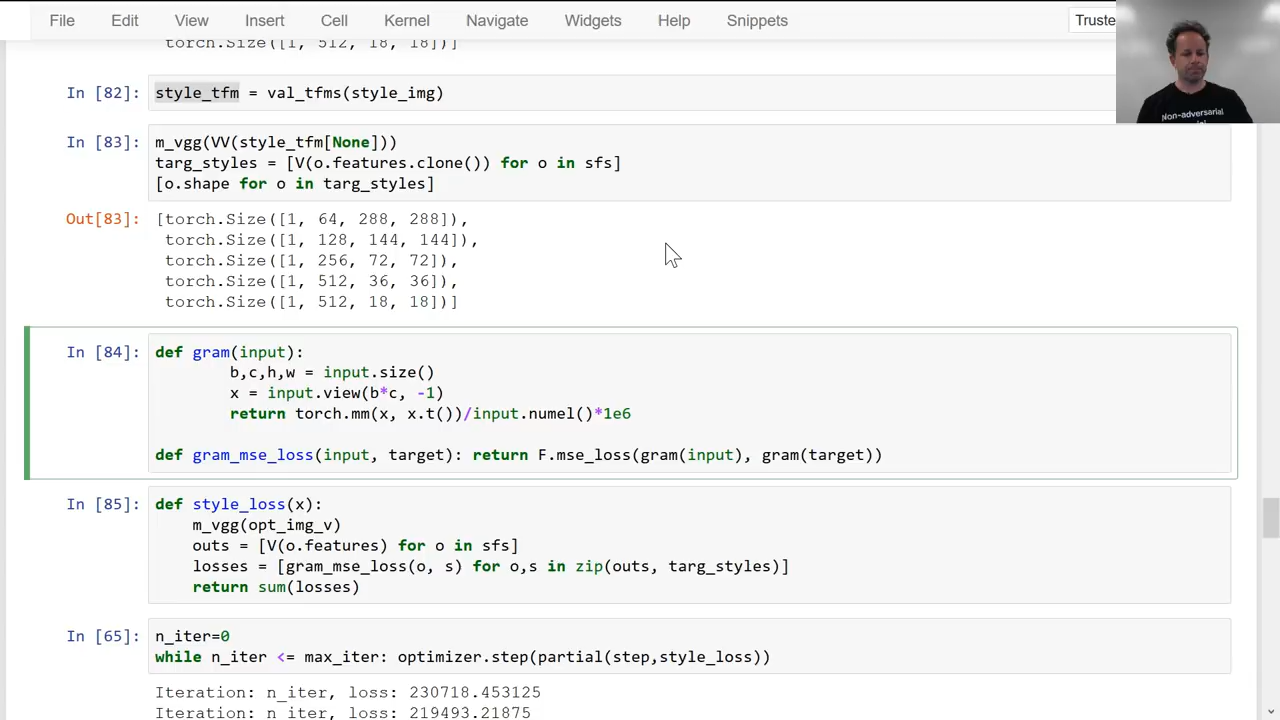 File Edit View Insert Cell Kernel Navigate Widgets Help Snippets Truste
torch.Size([1, 512, 18, 18])]
In [82]: style_tfm = val_tfms(style_img)
In [83]: m_vgg(VV(style_tfm[None]))
targ_styles = [V(o.features.clone()) for o in sfs]
[o.shape for o in targ_styles]
Out[83]: [torch.Size([1, 64, 288, 288]),
torch.Size([1, 128, 144, 144]),
torch.Size([1, 256, 72, 72]),
torch.Size([1, 512, 36, 36]),
torch.Size([1, 512, 18, 18])]
In [84]: def gram(input):
b,c,h,w = input.size()
x = input.view(b*c, -1)
return torch.mm(x, x.t())/input.numel()*1e6
def gram_mse_loss(input, target): return F.mse_loss(gram(input), gram(target))
In [85]: def style_loss(x):
m_vgg(opt_img_v)
outs = [V(o.features) for o in sfs]
losses = [gram_mse_loss(o, s) for o,s in zip(outs, targ_styles)]
return sum(losses)
In [65]: n_iter=0
while n_iter <= max_iter: optimizer.step(partial(step,style_loss))
Iteration: n_iter, loss: 230718.453125
Iteration: n_iter, loss: 219493.21875
Non-adversarial